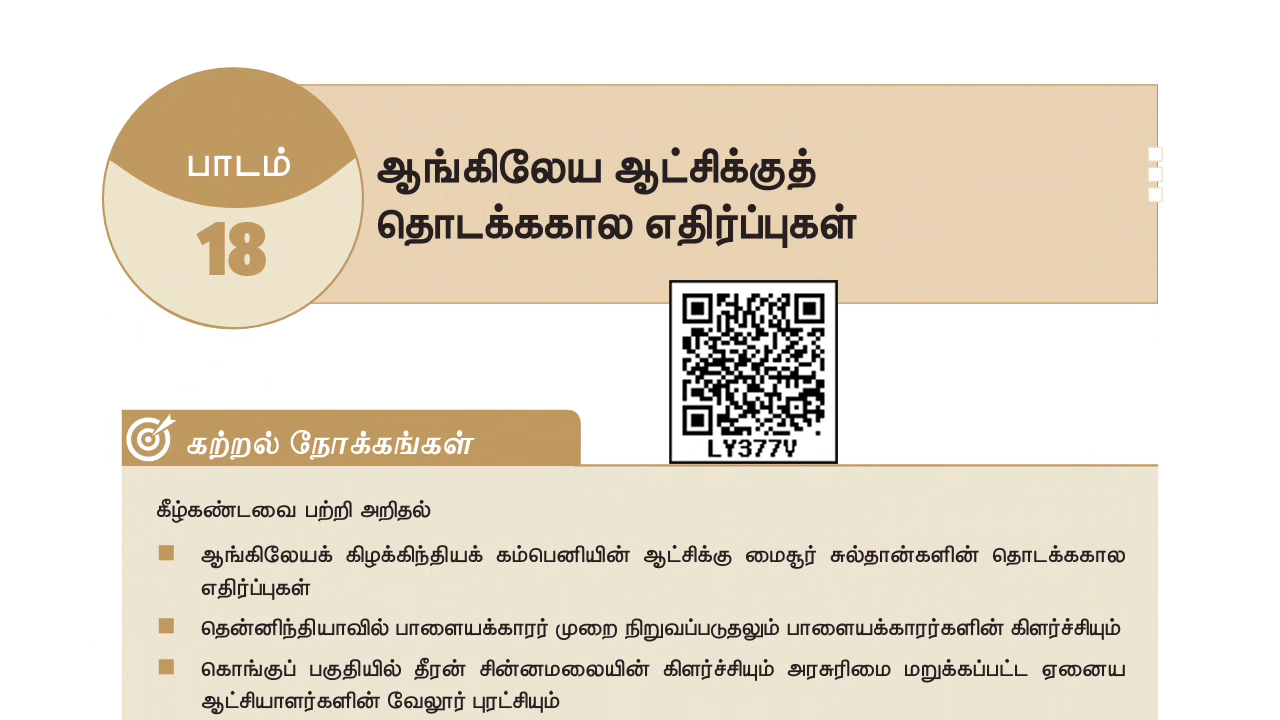 பாடம்
18
ஆங்கிலேய ஆட்சிக்குத்
தொடக்ககால எதிர்ப்புகள்
LY377V
கற்றல் நோக்கங்கள்
கீழ்கண்டவை பற்றி அறிதல்
ஆங்கிலேயக் கிழக்கிந்தியக் கம்பெனியின் ஆட்சிக்கு மைசூர் சுல்தான்களின் தொடக்ககால
எதிர்ப்புகள்
தென்னிந்தியாவில் பாளையக்காரர் முறை நிறுவப்படுதலும் பாளையக்காரர்களின் கிளர்ச்சியும்
கொங்குப் பகுதியில் தீரன் சின்னமலையின் கிளர்ச்சியும் அரசுரிமை மறுக்கப்பட்ட ஏனைய
ஆட்சியாளர்களின் வேலூர் புரட்சியும்